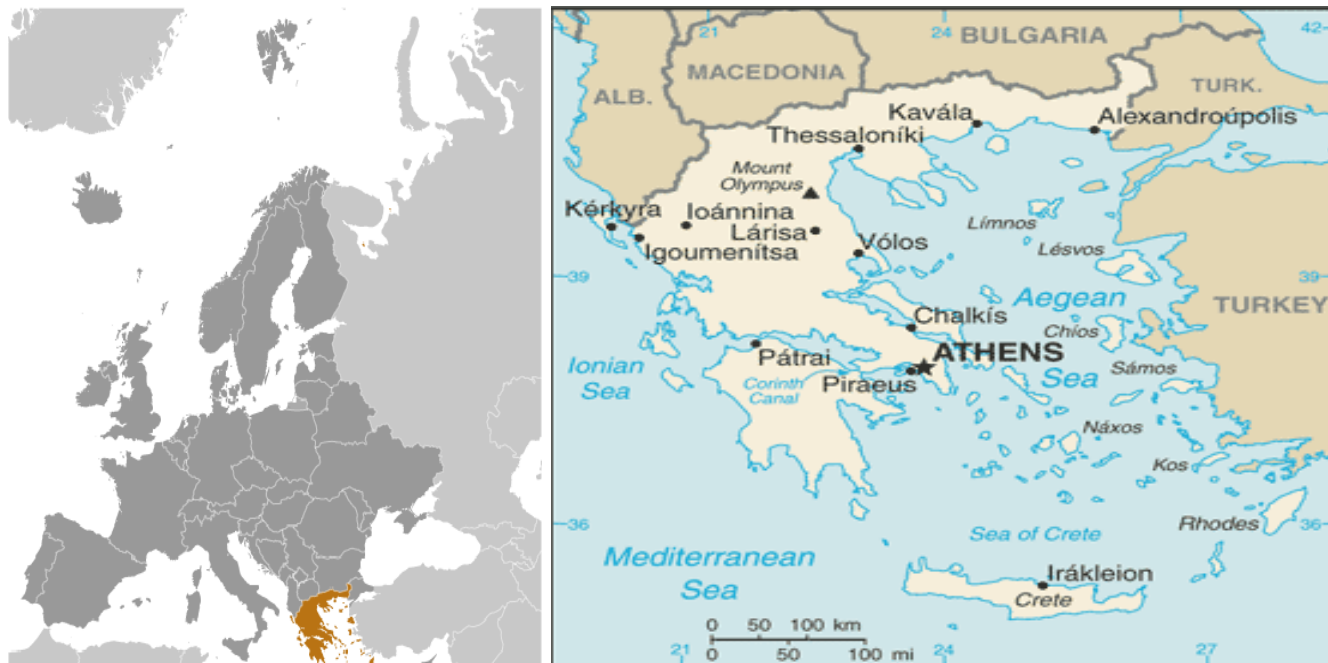 21
24
42
BULGARIA
MACEDONIA
ALB.
TURK.
Kavála
Alexandroúpolis
Thessaloníki
Mount
Olympus
Kérkyra
Ioánnina
Lárisa
Límnos
Igoumenítsa
Vólos
Lésvos
39
39
Aegean
Sea
TURKEY
Chalkís
Chíos
Ionian
Sea
Pátrai
ATHENS
Corinth
Canal
Piraeus
Sámos
Náxos
Kos
36
Rhodes
36
Sea of Crete
Mediterranean
Sea
Irákleion
Crete
0 50 100 km
0 50 100 mi
21
24
27